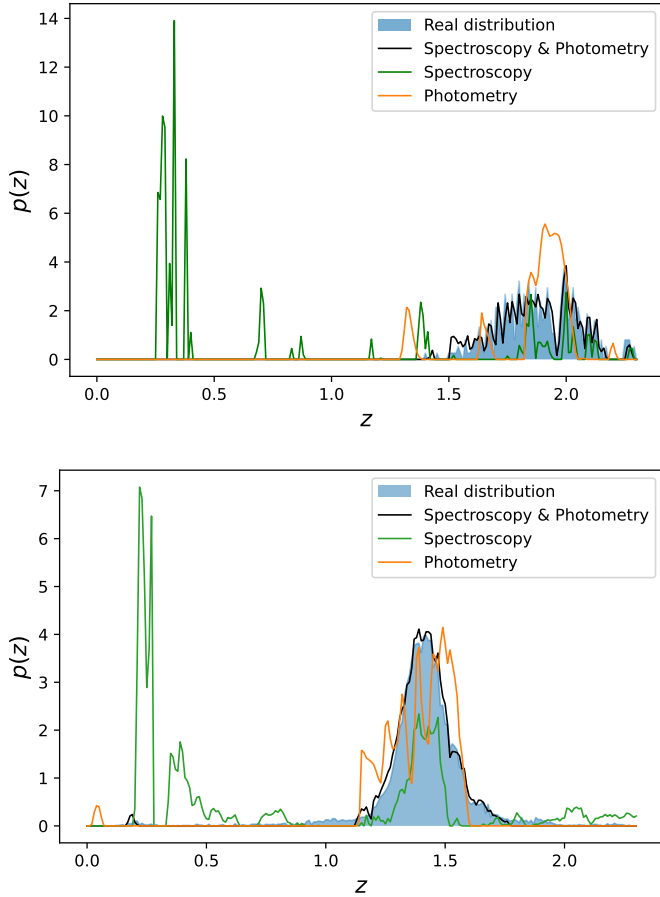 14
12
10
8
6
4
2
0
p(z)
Real distribution
Spectroscopy & Photometry
Spectroscopy
Photometry
0.0 0.5 1.0 1.5 2.0
z
7
6
5
4
3
2
1
0
p(z)
Real distribution
Spectroscopy & Photometry
Spectroscopy
Photometry
0.0 0.5 1.0 1.5 2.0
z